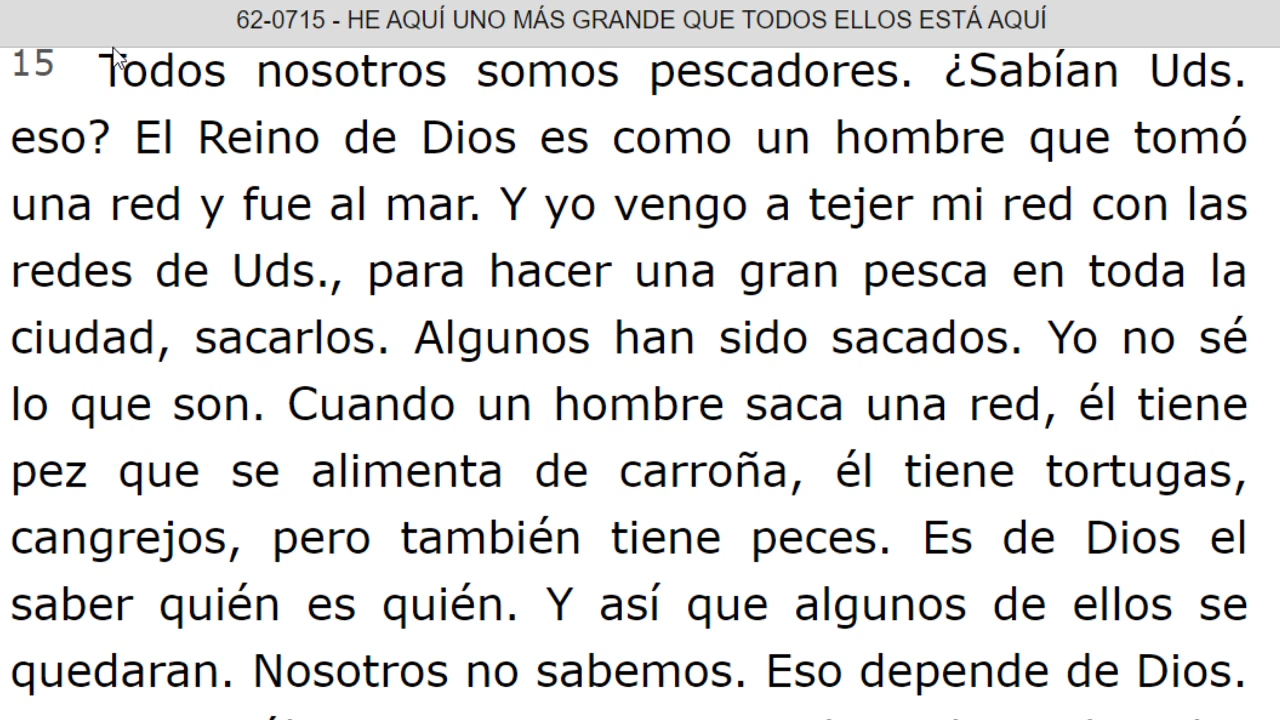 62-0715 - HE AQUÍ UNO MÁS GRANDE QUE TODOS ELLOS ESTÁ AQUÍ
15 Todos nosotros somos pescadores. ¿Sabían Uds.
eso? El Reino de Dios es como un hombre que tomó
una red y fue al mar. Y yo vengo a tejer mi red con las
redes de Uds., para hacer una gran pesca en toda la
ciudad, sacarlos. Algunos han sido sacados. Yo no sé
lo que son. Cuando un hombre saca una red, él tiene
pez que se alimenta de carroña, él tiene tortugas,
cangrejos, pero también tiene peces. Es de Dios el
saber quién es quién. Y así que algunos de ellos se
quedaran. Nosotros no sabemos. Eso depende de Dios.